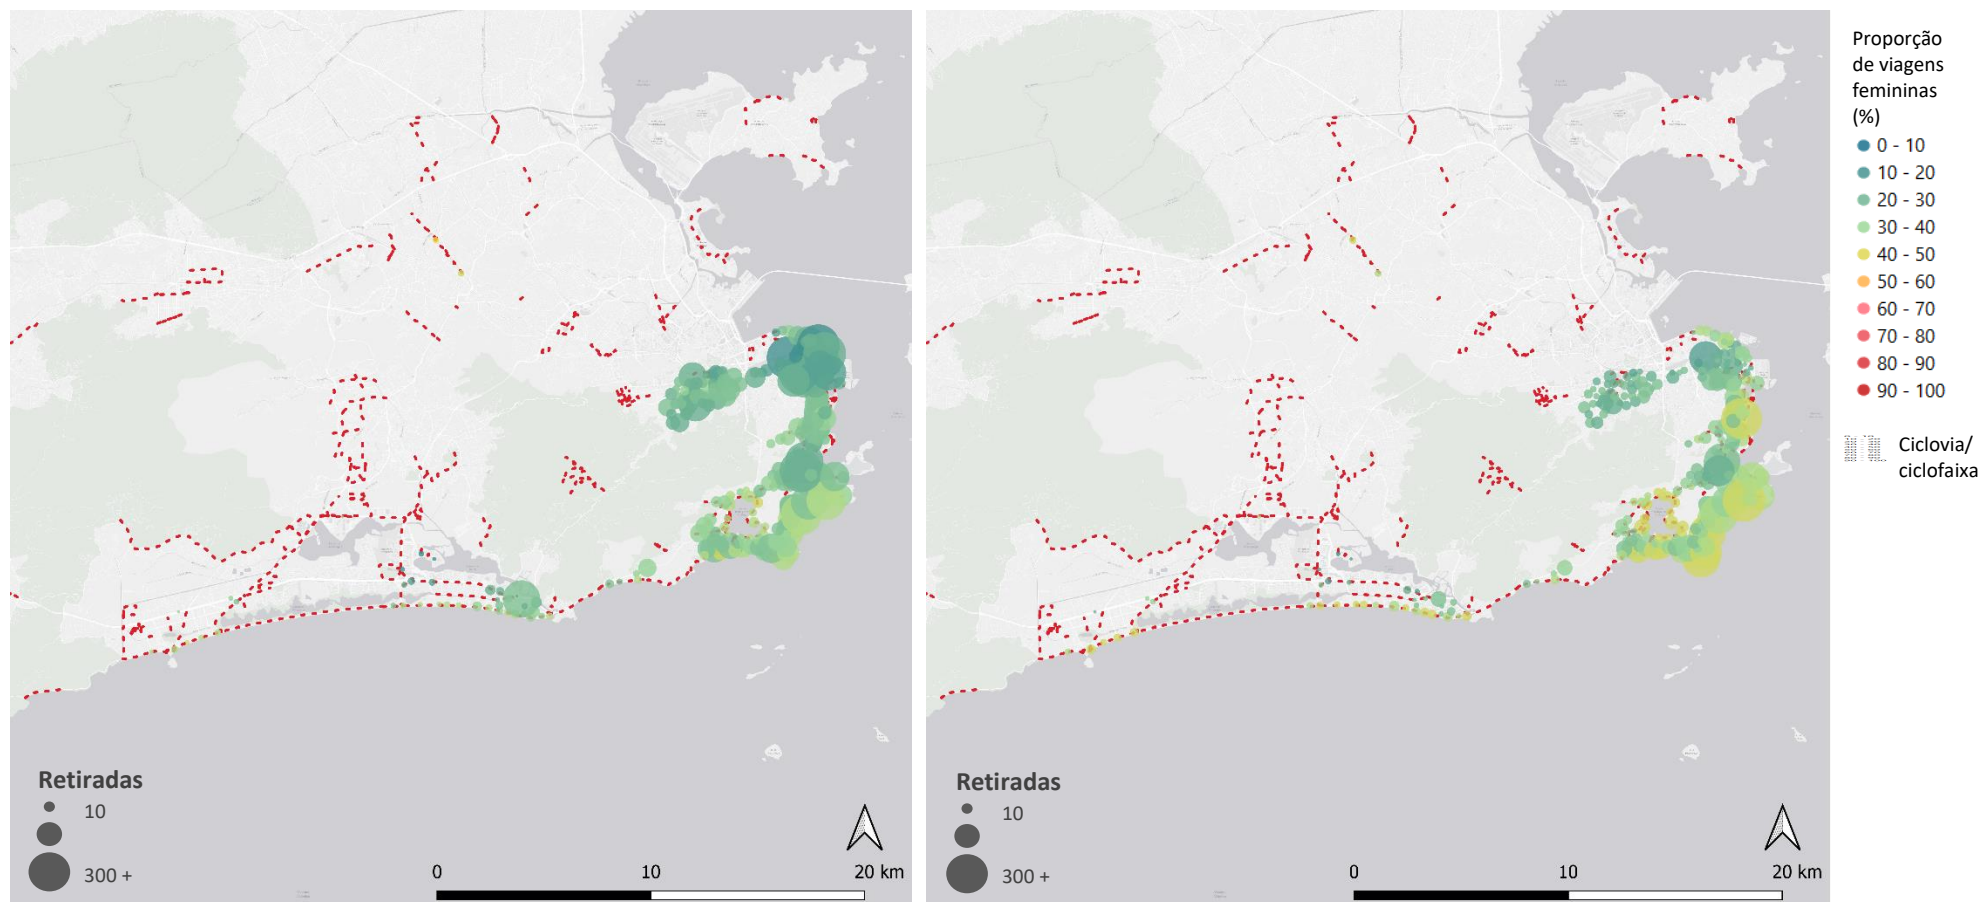 Proporção
de viagens
femininas
(%)
0 - 10
10 - 20
20 - 30
30 - 40
40 - 50
50 - 60
60 - 70
70 - 80
80 - 90
90 - 100
Ciclovia/
ciclofaixa
Retiradas
10
300 +
0 10 20 km
Retiradas
10
300 +
0 10 20 km